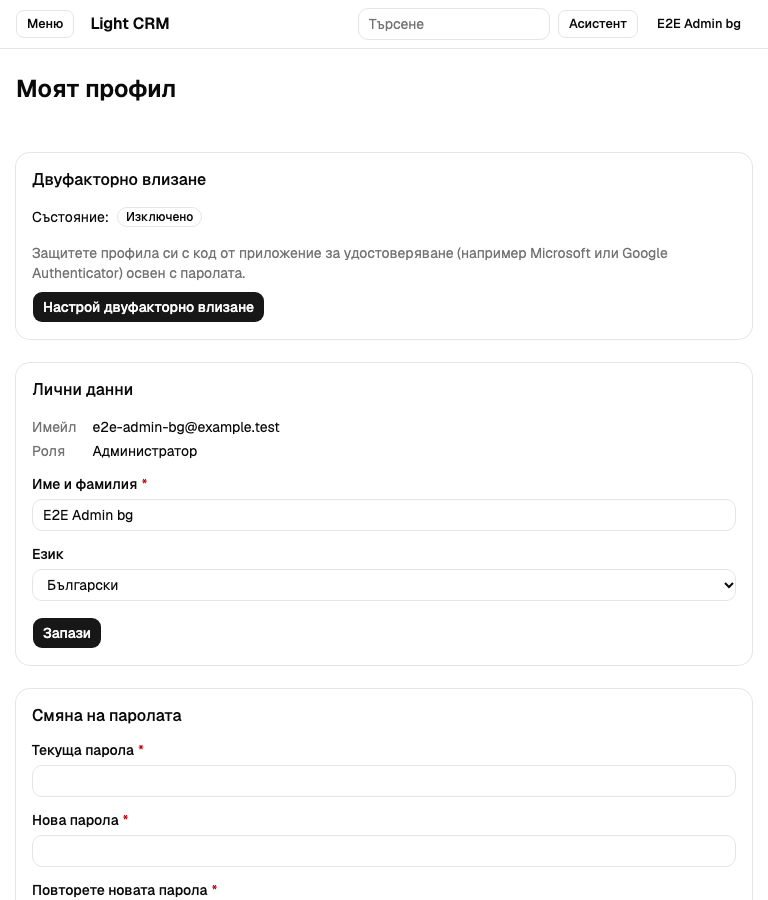 Меню
Light CRM
Търсене
Асистент
E2E Admin bg
Моят профил
Двуфакторно влизане
Състояние: Изключено
Защитете профила си с код от приложение за удостоверяване (например Microsoft или Google
Authenticator) освен с паролата.
Настрой двуфакторно влизане
Лични данни
Имейл e2e-admin-bg@example.test
Роля Администратор
Име и фамилия *
E2E Admin bg
Език
Български
Запази
Смяна на паролата
Текуща парола *
Нова парола *
Повторете новата парола *